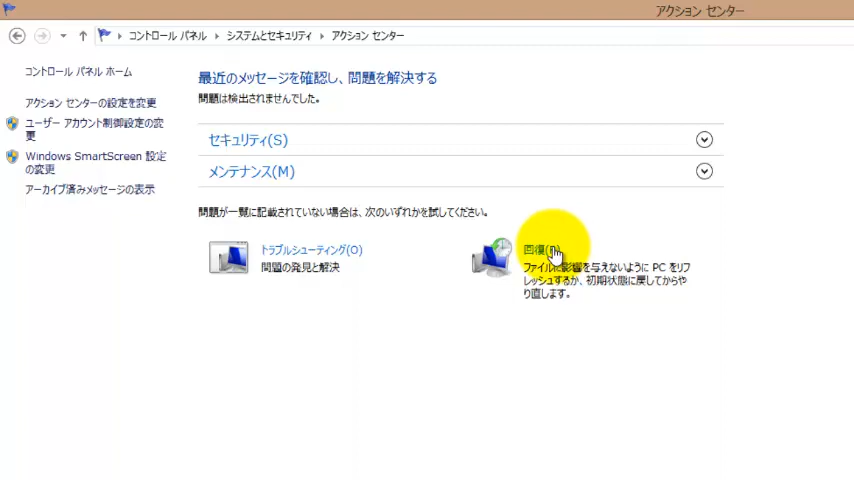 アクション センター
コントロール パネル ▸ システムとセキュリティ ▸ アクション センター
コントロール パネル ホーム
アクション センターの設定を変更
ユーザー アカウント制御設定の変
更
Windows SmartScreen 設定
の変更
アーカイブ済みメッセージの表示
最近のメッセージを確認し、問題を解決する
問題は検出されませんでした。
セキュリティ(S)
メンテナンス(M)
問題が一覧に記載されていない場合は、次のいずれかを試してください。
トラブルシューティング(O)
問題の発見と解決
回復
ファイルに影響を与えないように PC をリフ
レッシュするか、初期状態に戻してからや
り直します。